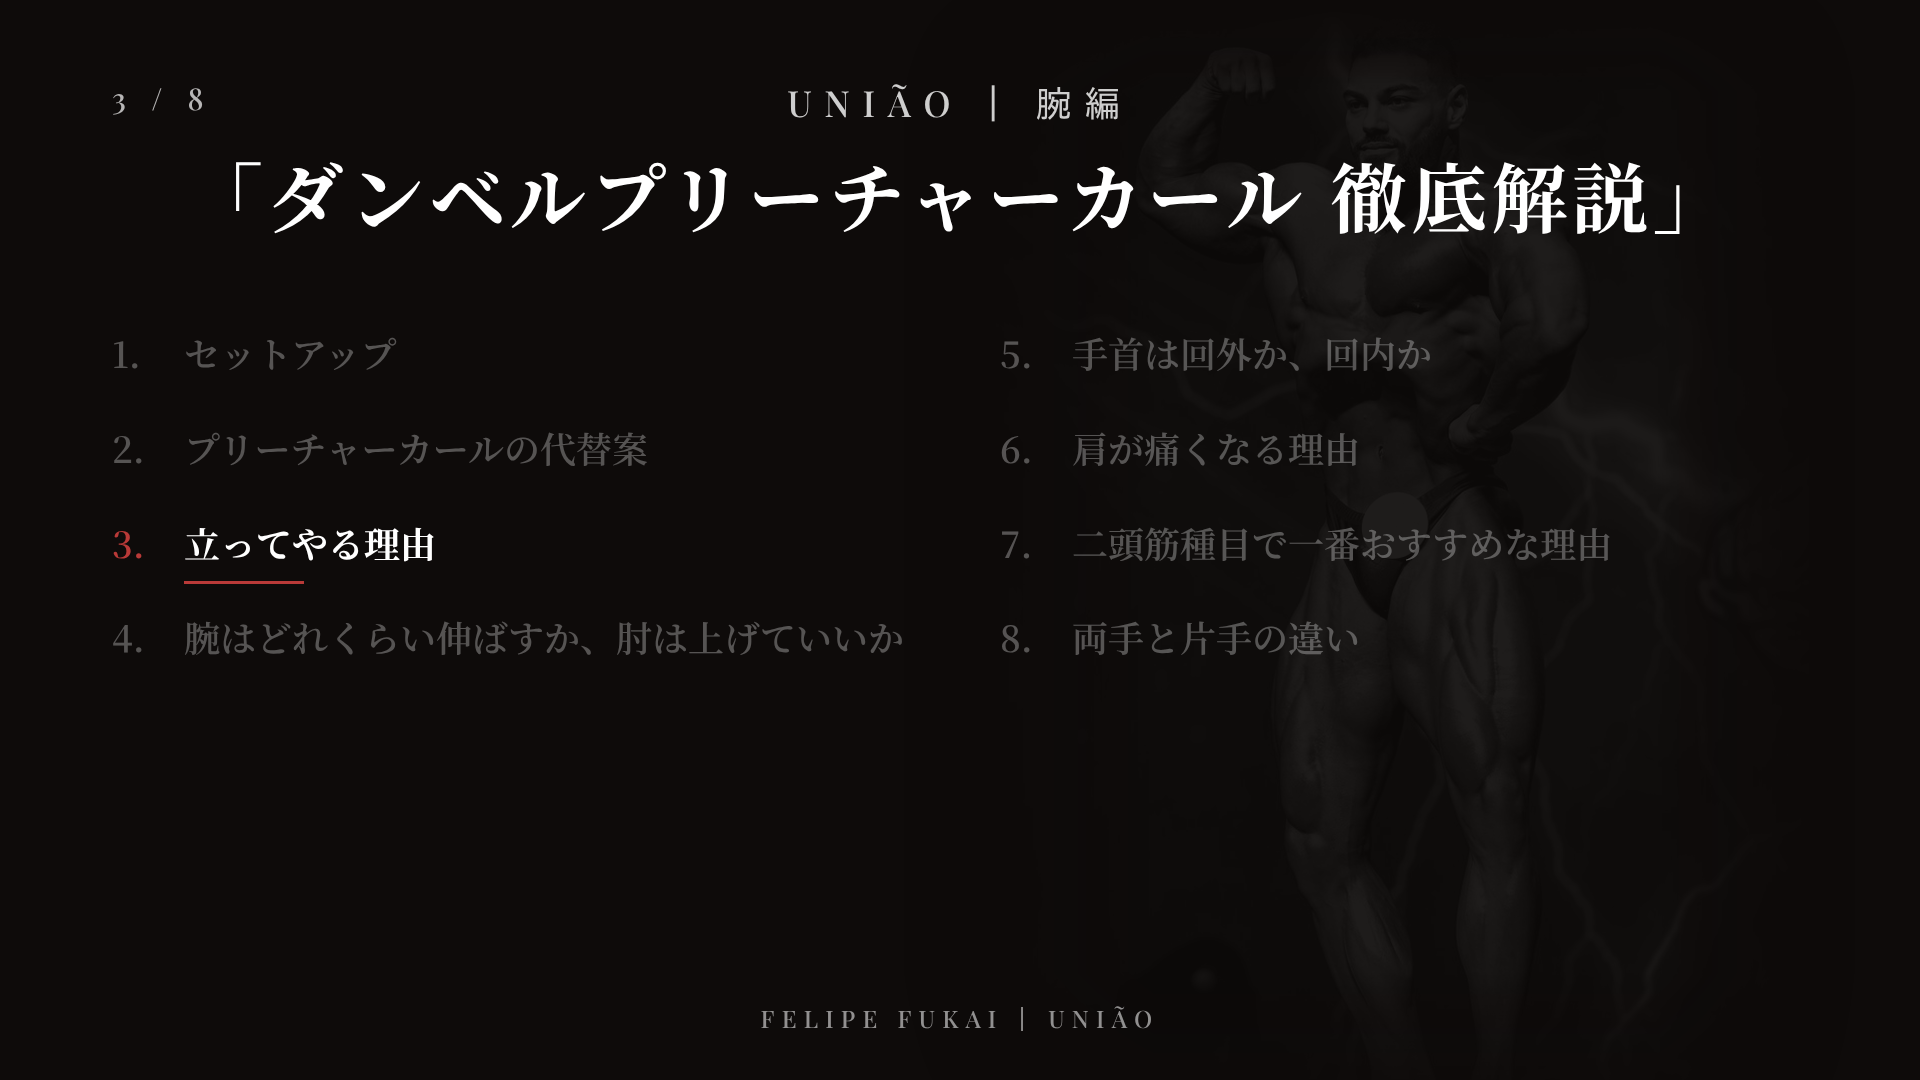 3 / 8
UNIÃO | 腕編
「ダンベルプリーチャーカール 徹底解説」
1. セットアップ
2. プリーチャーカールの代替案
3. 立ってやる理由
4. 腕はどれくらい伸ばすか、肘は上げていいか
5. 手首は回外か、回内か
6. 肩が痛くなる理由
7. 二頭筋種目で一番おすすめな理由
8. 両手と片手の違い
FELIPE FUKAI | UNIÃO